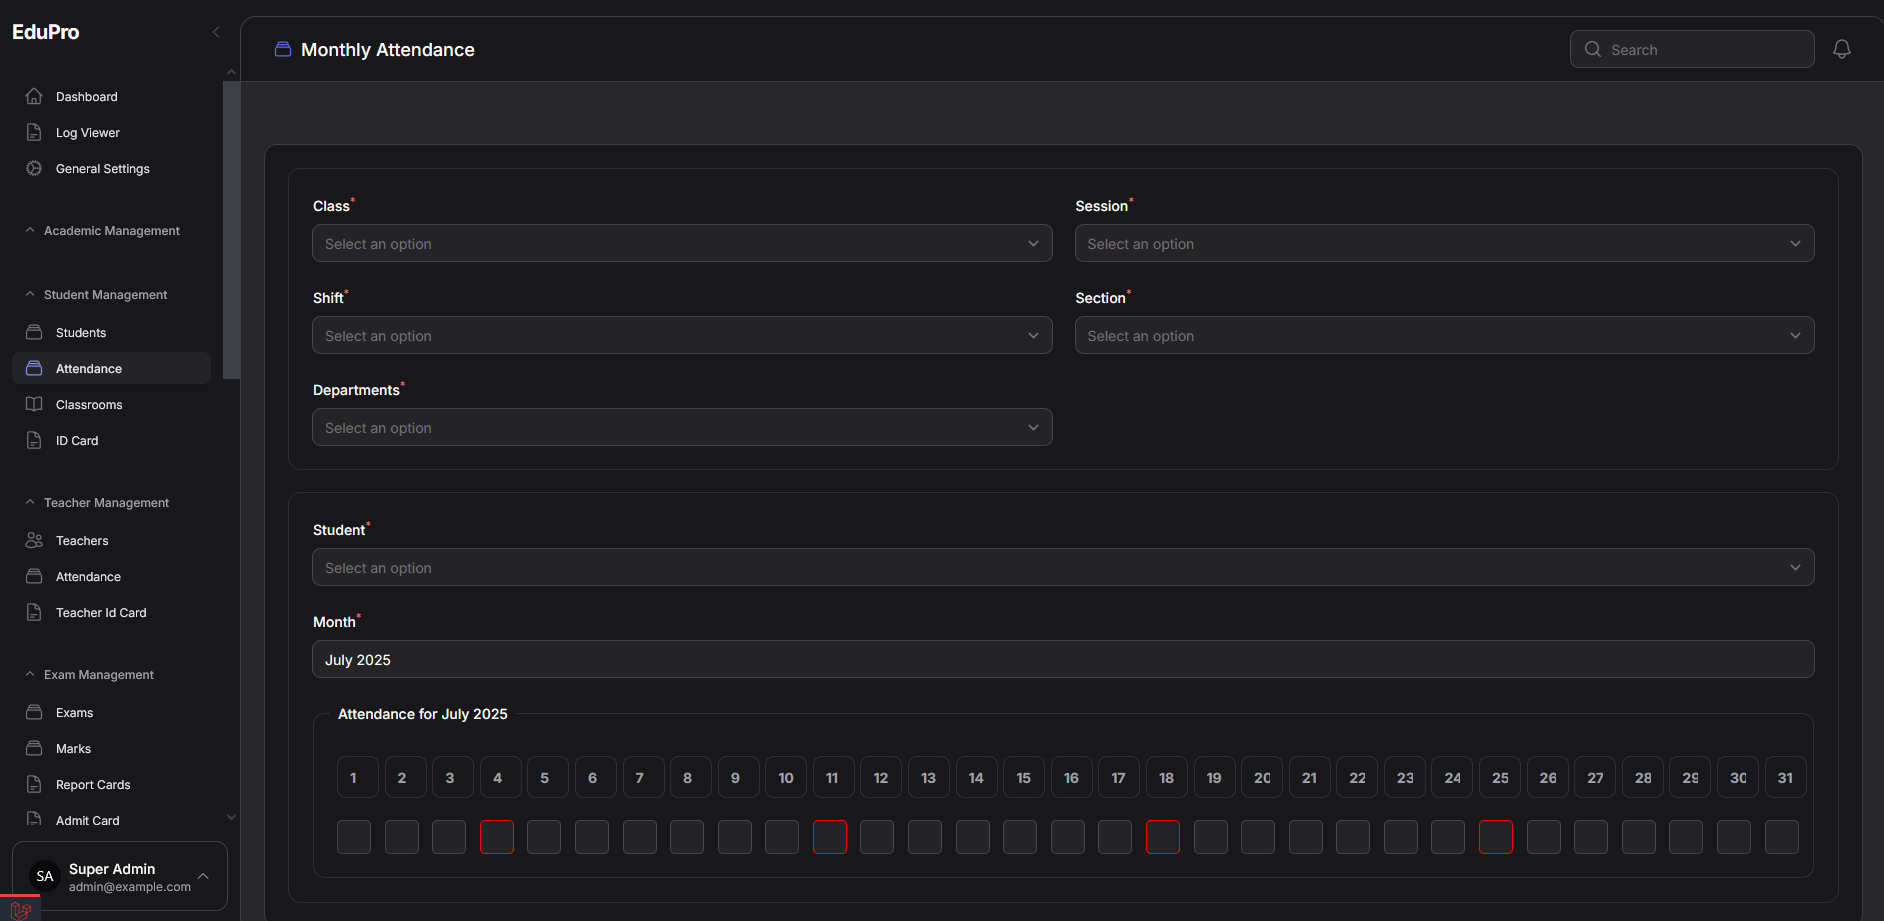 EduPro
Dashboard
Log Viewer
General Settings
Academic Management
Student Management
Students
Attendance
Classrooms
ID Card
Teacher Management
Teachers
Attendance
Teacher Id Card
Exam Management
Exams
Marks
Report Cards
Admit Card
SA
Super Admin
admin@example.com
Monthly Attendance
Search
Class*
Session*
Select an option
Select an option
Shift*
Section*
Select an option
Select an option
Departments*
Select an option
Student*
Select an option
Month*
July 2025
Attendance for July 2025
1 2 3 4 5 6 7 8 9 10 11 12 13 14 15 16 17 18 19 20 21 22 23 24 25 26 27 28 29 30 31